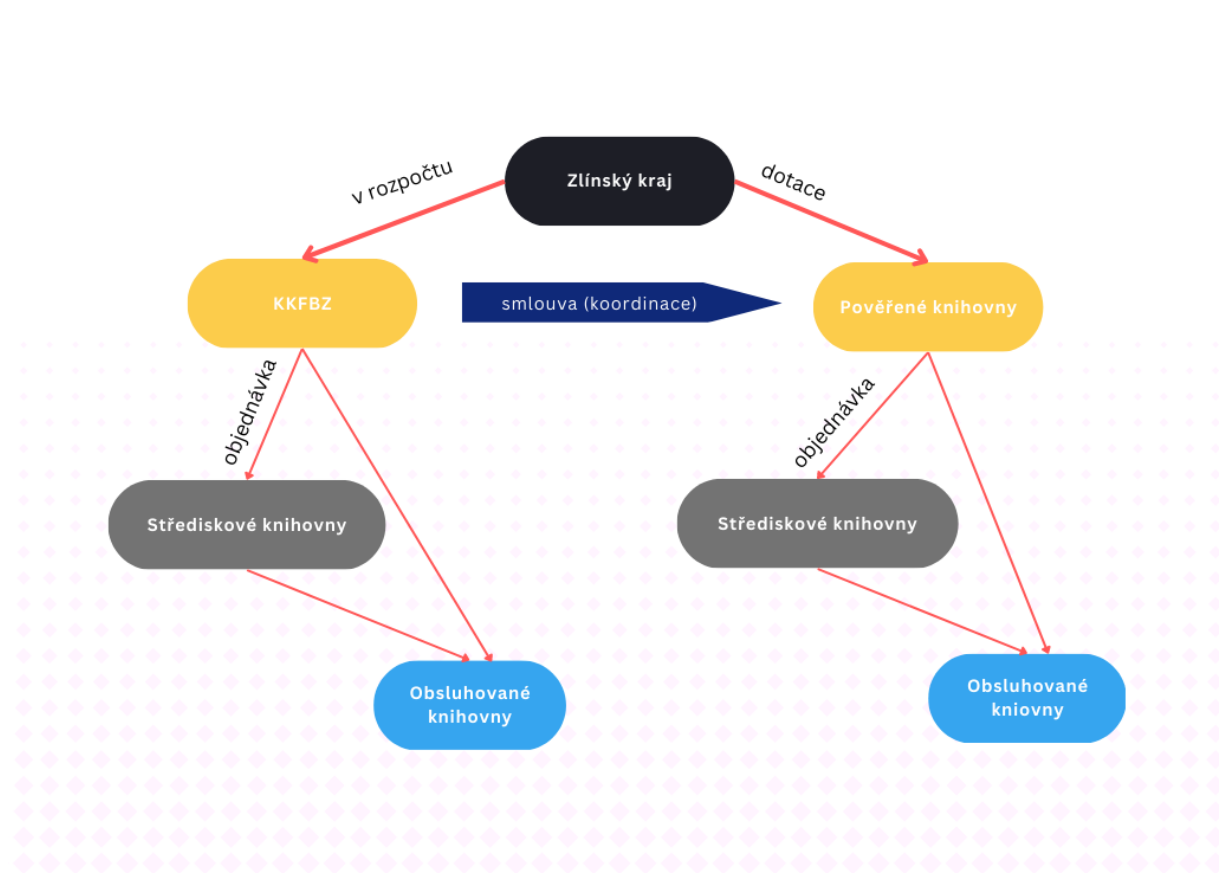 Zlínský kraj
v rozpočtu
dotace
KKFBZ
smlouva (koordinace)
Pověřené knihovny
objednávka
objednávka
Střediskové knihovny
Střediskové knihovny
Obsluhované
knihovny
Obsluhované
kniovny